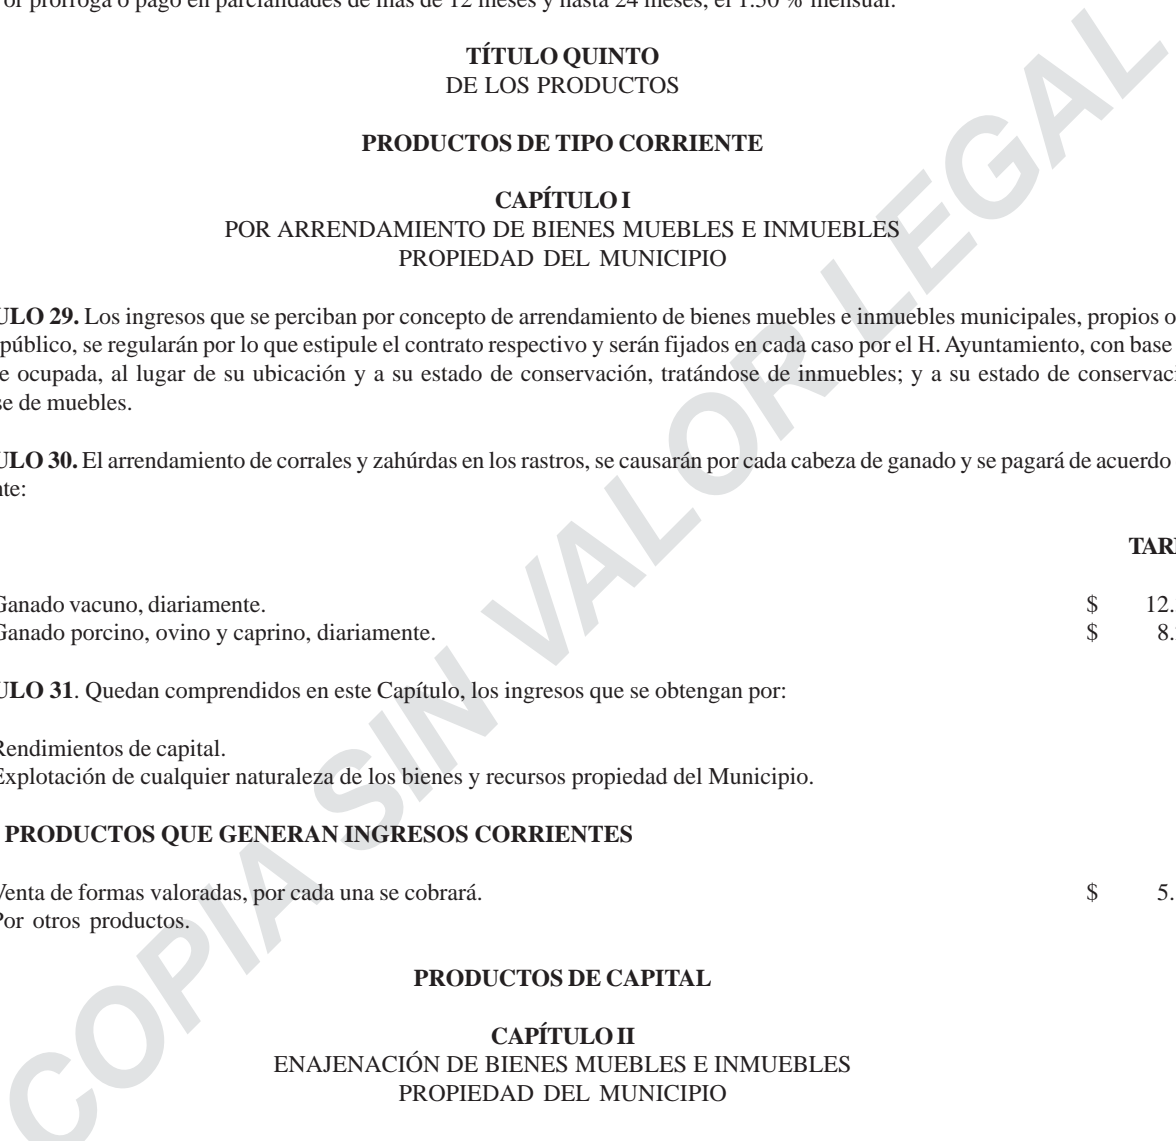 or prórroga o pago en parcialidades de más de 12 meses y hasta 24 meses, el 1.50 % mensual.
TÍTULO QUINTO
DE LOS PRODUCTOS
PRODUCTOS DE TIPO CORRIENTE
CAPÍTULO I
POR ARRENDAMIENTO DE BIENES MUEBLES E INMUEBLES
PROPIEDAD DEL MUNICIPIO
ULO 29. Los ingresos que se perciban por concepto de arrendamiento de bienes muebles e inmuebles municipales, propios o
público, se regularán por lo que estipule el contrato respectivo y serán fijados en cada caso por el H. Ayuntamiento, con base
e ocupada, al lugar de su ubicación y a su estado de conservación, tratándose de inmuebles; y a su estado de conservaci
se de muebles.
ULO 30. El arrendamiento de corrales y zahúrdas en los rastros, se causarán por cada cabeza de ganado y se pagará de acuerdo
nte:
TARI
Ganado vacuno, diariamente. $ 12.
Ganado porcino, ovino y caprino, diariamente. $ 8.
ULO 31. Quedan comprendidos en este Capítulo, los ingresos que se obtengan por:
Rendimientos de capital.
Explotación de cualquier naturaleza de los bienes y recursos propiedad del Municipio.
PRODUCTOS QUE GENERAN INGRESOS CORRIENTES
Venta de formas valoradas, por cada una se cobrará. $ 5.
Por otros productos.
PRODUCTOS DE CAPITAL
CAPÍTULO II
ENAJENACIÓN DE BIENES MUEBLES E INMUEBLES
PROPIEDAD DEL MUNICIPIO
COPIA SIN VALOR LEGAL